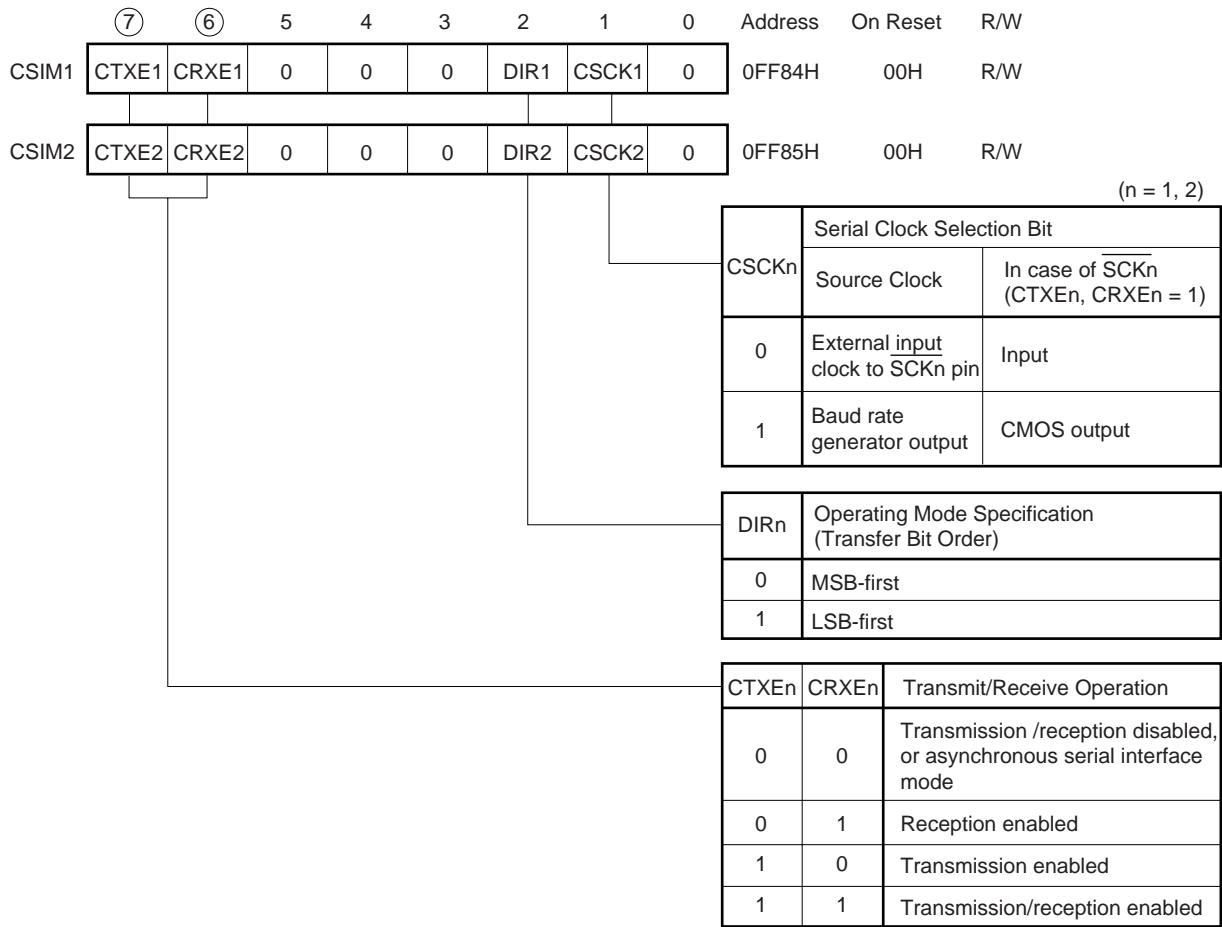 ⑦ ⑥ 5 4 3 2 1 0 Address On Reset R/W
CSIM1 CTXE1 CRXE1 0 0 0 DIR1 CSCK1 0 0FF84H 00H R/W
CSIM2 CTXE2 CRXE2 0 0 0 DIR2 CSCK2 0 0FF85H 00H R/W
(n = 1, 2)
CSCKn
Serial Clock Selection Bit
Source Clock
In case of SCKn
(CTXEn, CRXEn = 1)
0
External input
clock to SCKn pin
Input
1
Baud rate
generator output
CMOS output
DIRn
Operating Mode Specification
(Transfer Bit Order)
0 MSB-first
1 LSB-first
CTXEn CRXEn Transmit/Receive Operation
0 0
Transmission /reception disabled,
or asynchronous serial interface
mode
0 1 Reception enabled
1 0 Transmission enabled
1 1 Transmission/reception enabled